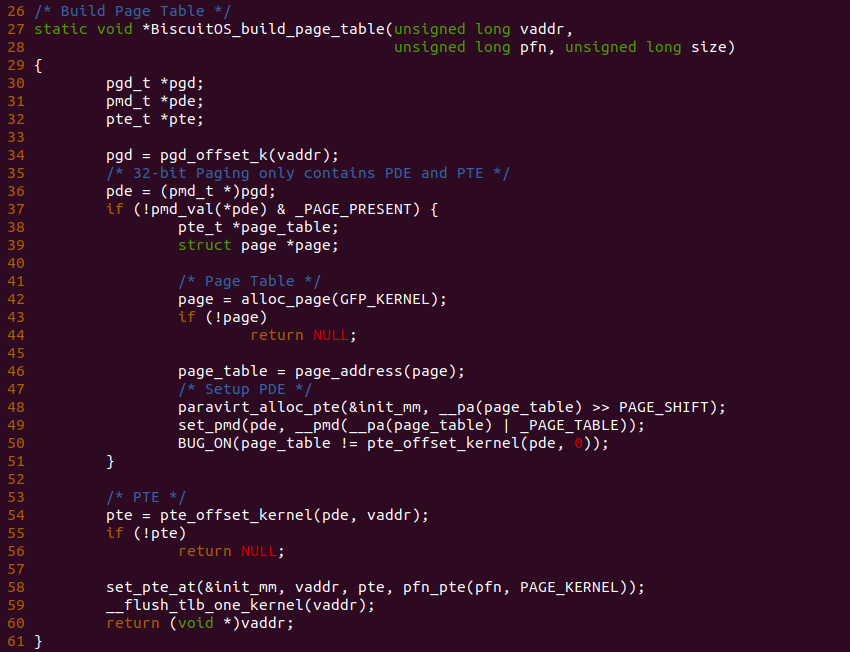 26 /* Build Page Table */
27 static void *BiscuitOS_build_page_table(unsigned long vaddr,
28                                         unsigned long pfn, unsigned long size)
29 {
30         pgd_t *pgd;
31         pmd_t *pde;
32         pte_t *pte;
33
34         pgd = pgd_offset_k(vaddr);
35         /* 32-bit Paging only contains PDE and PTE */
36         pde = (pmd_t *)pgd;
37         if (!pmd_val(*pde) & _PAGE_PRESENT) {
38                 pte_t *page_table;
39                 struct page *page;
40
41                 /* Page Table */
42                 page = alloc_page(GFP_KERNEL);
43                 if (!page)
44                         return NULL;
45
46                 page_table = page_address(page);
47                 /* Setup PDE */
48                 paravirt_alloc_pte(&init_mm, __pa(page_table) >> PAGE_SHIFT);
49                 set_pmd(pde, __pmd(__pa(page_table) | _PAGE_TABLE));
50                 BUG_ON(page_table != pte_offset_kernel(pde, 0));
51         }
52
53         /* PTE */
54         pte = pte_offset_kernel(pde, vaddr);
55         if (!pte)
56                 return NULL;
57
58         set_pte_at(&init_mm, vaddr, pte, pfn_pte(pfn, PAGE_KERNEL));
59         __flush_tlb_one_kernel(vaddr);
60         return (void *)vaddr;
61 }